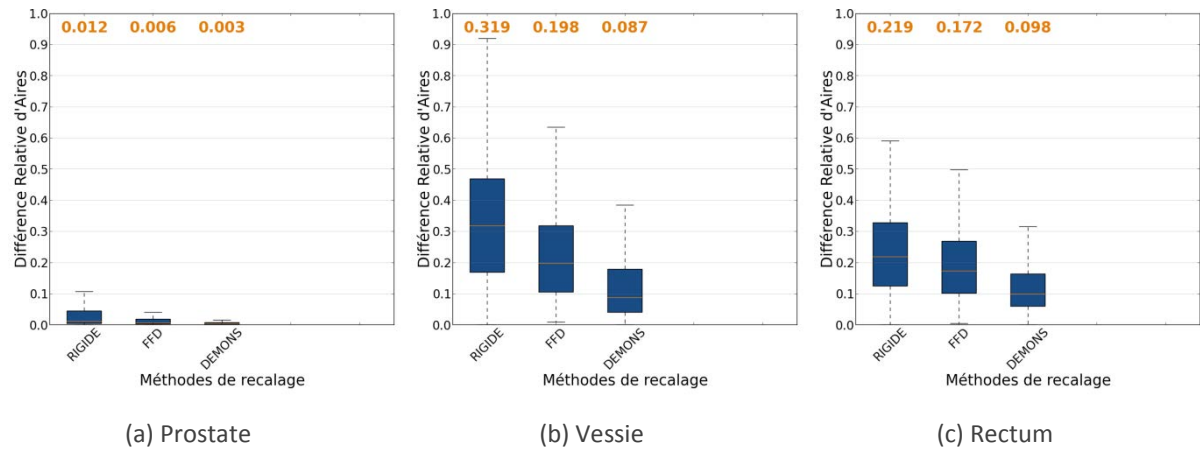 1.0
0.9
0.8
0.7
0.6
0.5
0.4
0.3
0.2
0.1
0.0
Différence Relative d'Aires
0.012 0.006 0.003
RIGIDE FFD DEMONS
Méthodes de recalage
(a) Prostate
1.0
0.9
0.8
0.7
0.6
0.5
0.4
0.3
0.2
0.1
0.0
Différence Relative d'Aires
0.319 0.198 0.087
RIGIDE FFD DEMONS
Méthodes de recalage
(b) Vessie
1.0
0.9
0.8
0.7
0.6
0.5
0.4
0.3
0.2
0.1
0.0
Différence Relative d'Aires
0.219 0.172 0.098
RIGIDE FFD DEMONS
Méthodes de recalage
(c) Rectum